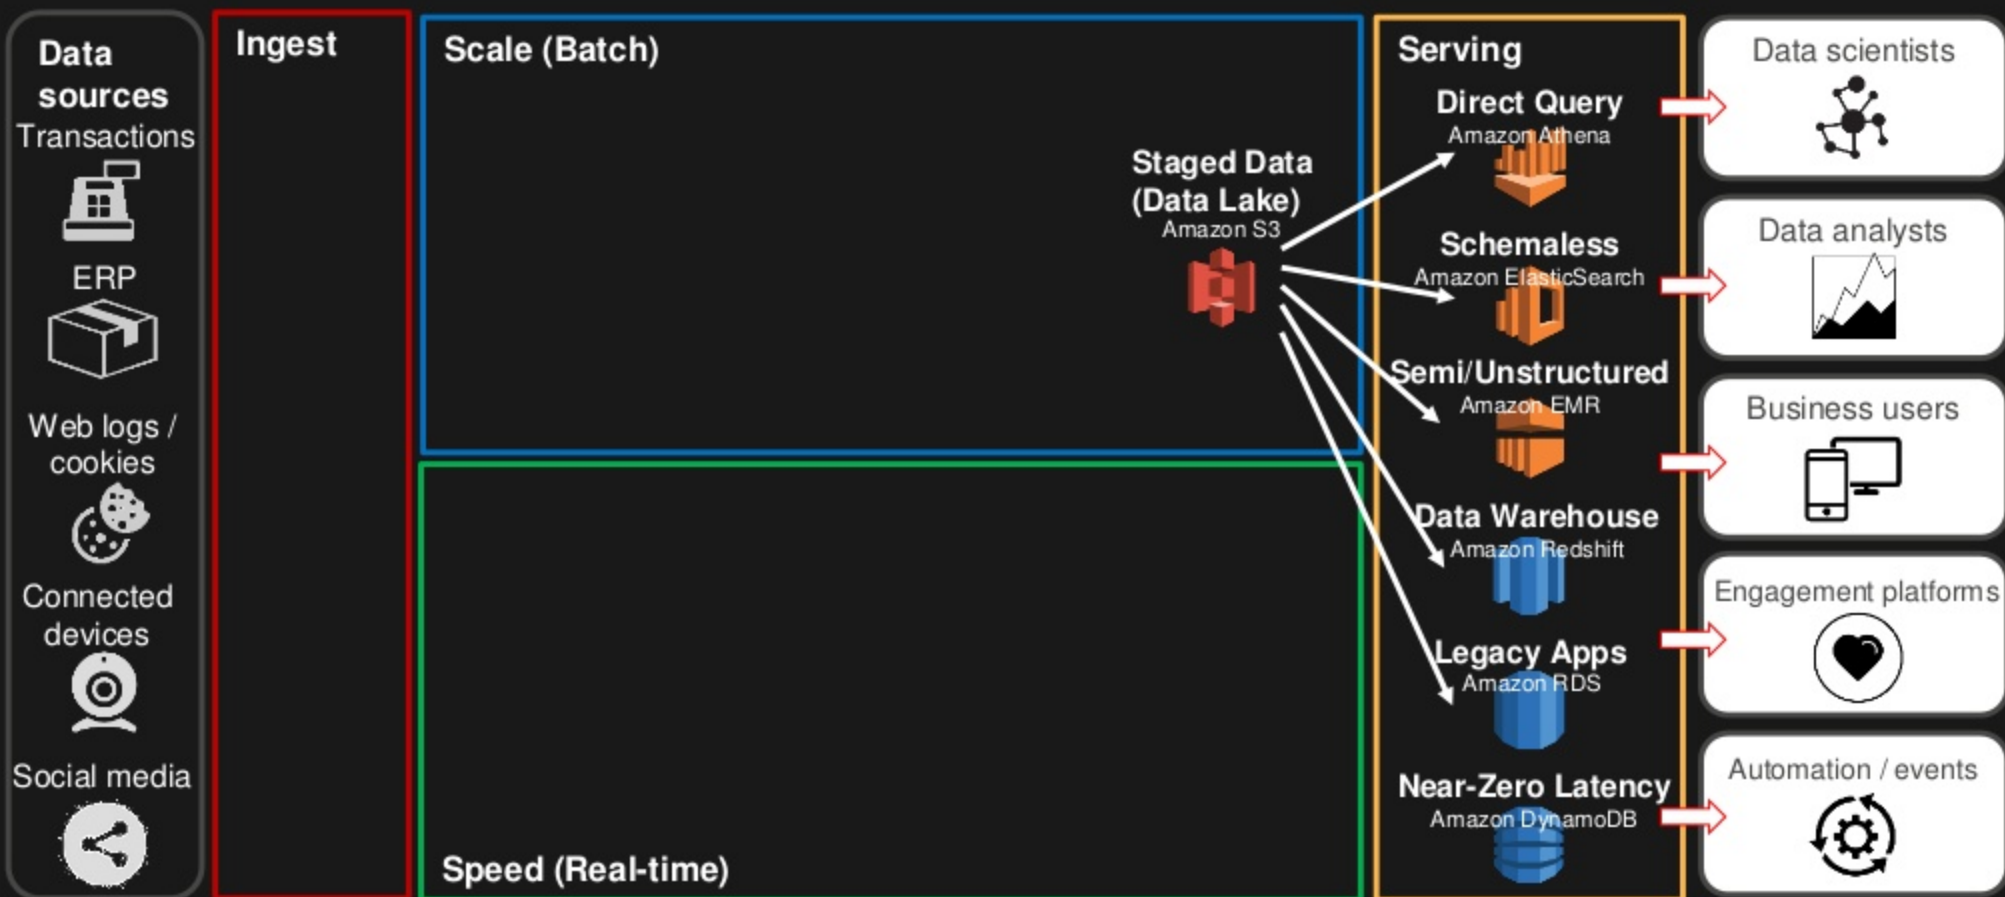 Data
sources
Transactions
ERP
Web logs /
cookies
Connected
devices
Social media
Ingest
Scale (Batch)
Staged Data
(Data Lake)
Amazon S3
Speed (Real-time)
Serving
Direct Query
Amazon Athena
Schemaless
Amazon ElasticSearch
Semi/Unstructured
Amazon EMR
Data Warehouse
Amazon Redshift
Legacy Apps
Amazon RDS
Near-Zero Latency
Amazon DynamoDB
Data scientists
Data analysts
Business users
Engagement platforms
Automation / events